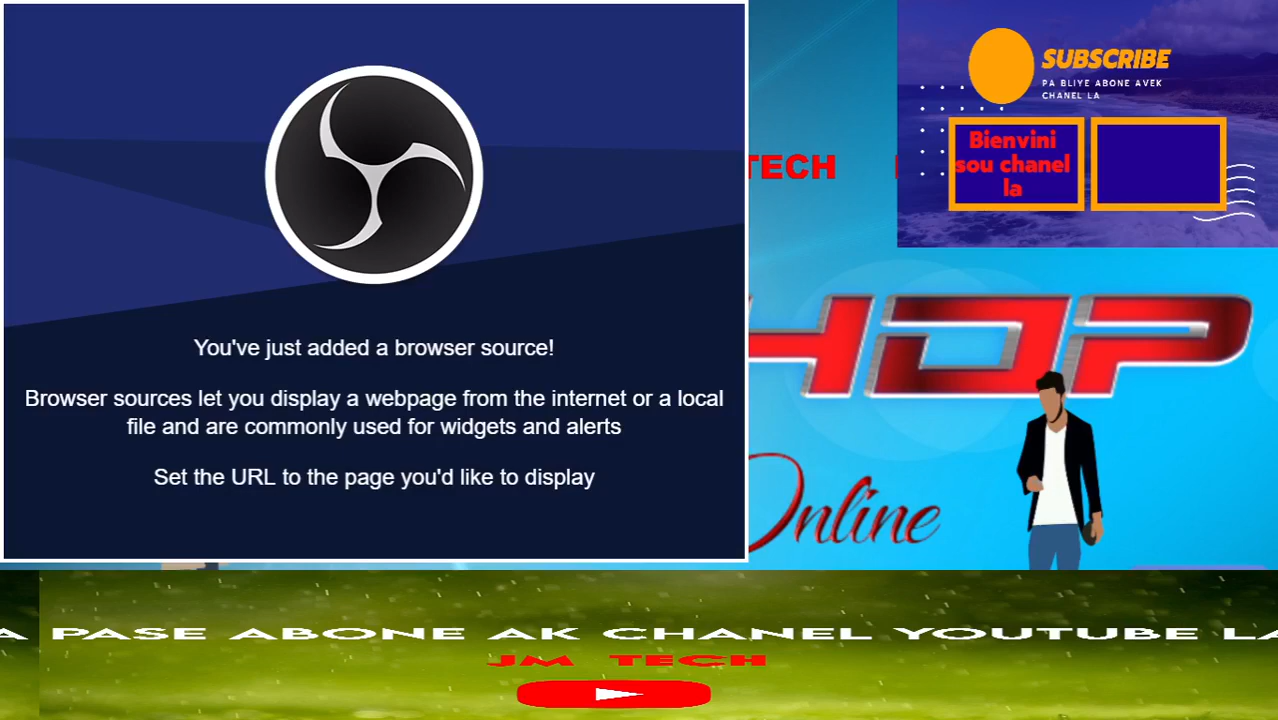 You've just added a browser source!
Browser sources let you display a webpage from the internet or a local
file and are commonly used for widgets and alerts
Set the URL to the page you'd like to display
SUBSCRIBE
PA BLIYE ABONE AVEK
CHANEL LA
Bienvini
sou chanel
la
TECH
HOP
Online
A PASE ABONE AK CHANEL YOUTUBE LA
JM TECH